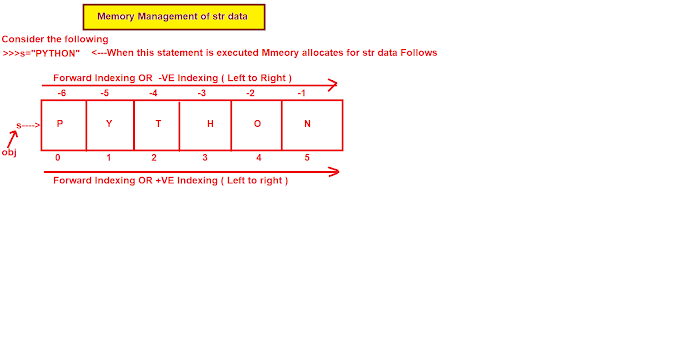 Memory Management of str data
Consider the following
>>>s="PYTHON" <---When this statement is executed Mmeory allocates for str data Follows
Forward Indexing OR -VE Indexing ( Left to Right )
-6 -5 -4 -3 -2 -1
s----> P Y T H O N
obj
0 1 2 3 4 5
Forward Indexing OR +VE Indexing ( Left to right )